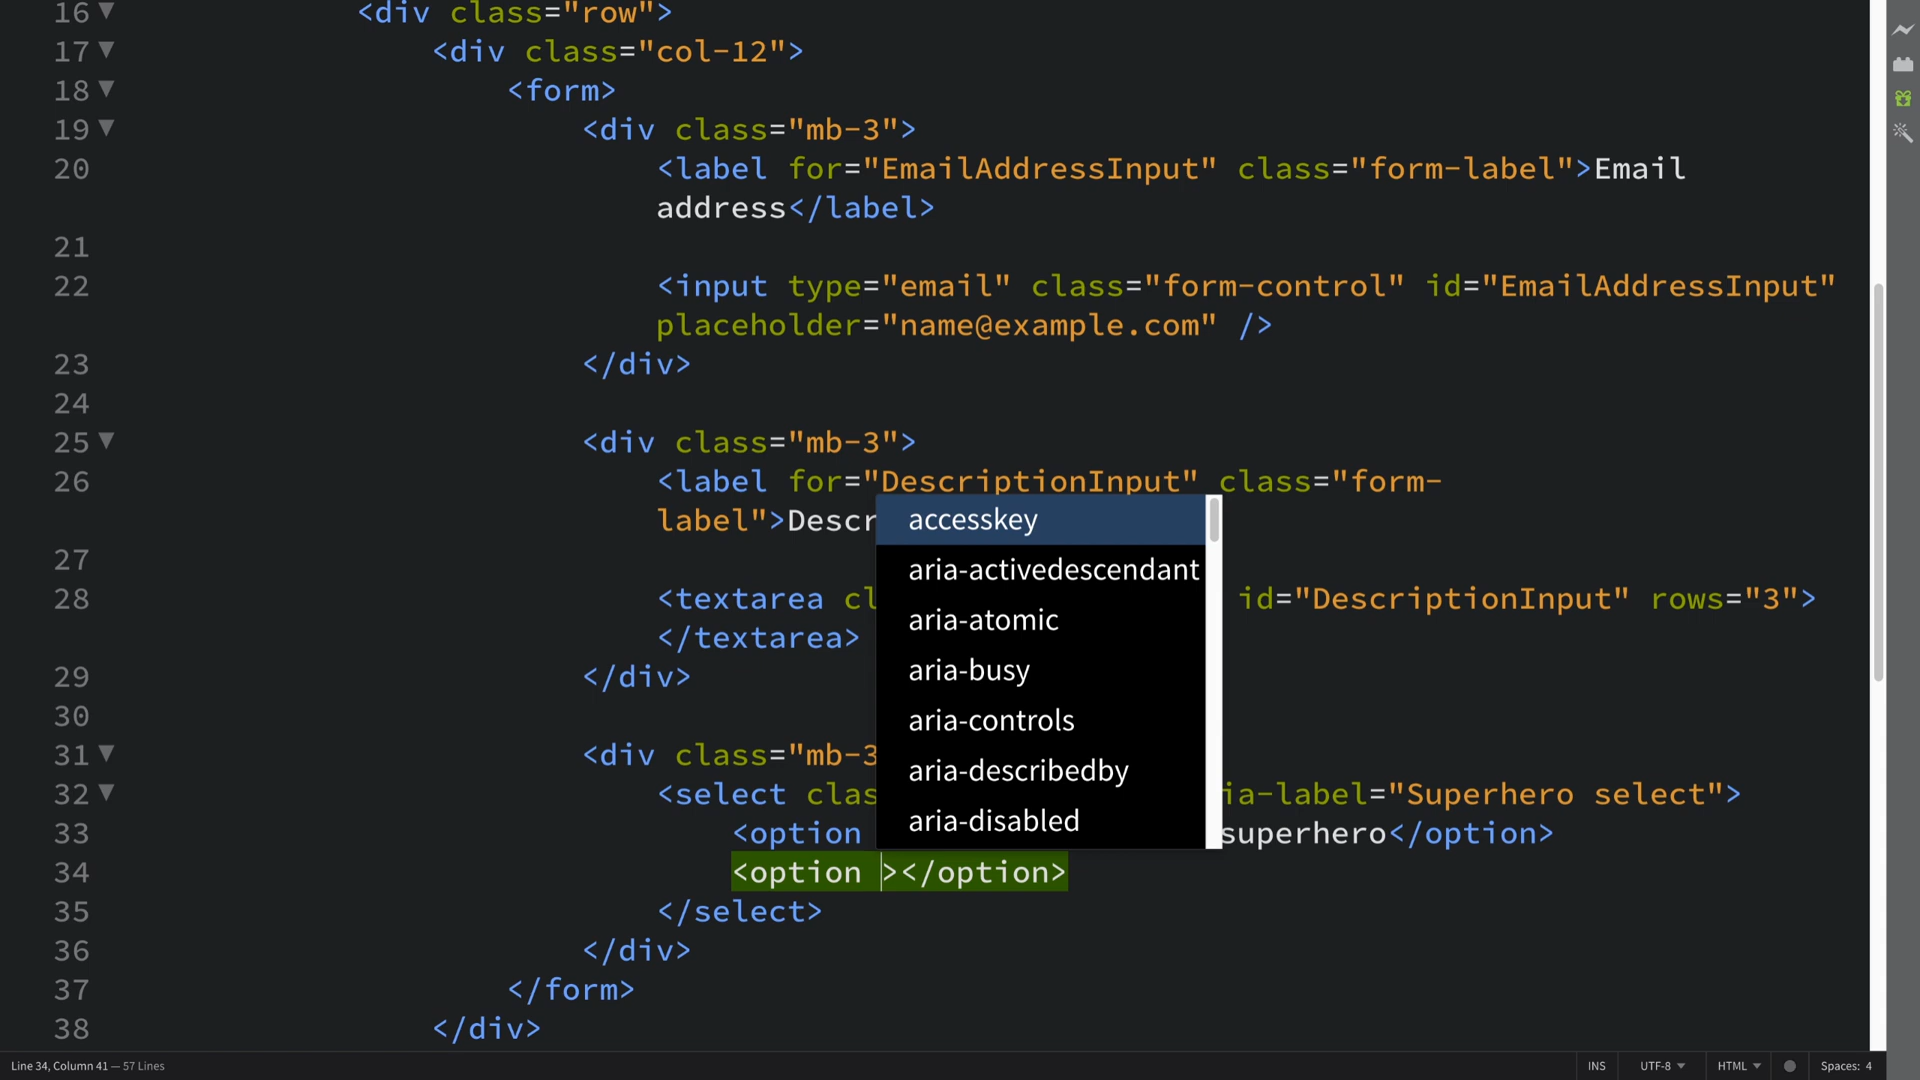 16 <div class="row">
17 <div class="col-12">
18 <form>
19 <div class="mb-3">
20 <label for="EmailAddressInput" class="form-label">Email
address</label>
21
22 <input type="email" class="form-control" id="EmailAddressInput"
placeholder="name@example.com" />
23 </div>
24
25 <div class="mb-3">
26 <label for="DescriptionInput" class="form-
label">Descr
27
28 <textarea cl id="DescriptionInput" rows="3">
</textarea>
29 </div>
30
31 <div class="mb-3
32 <select clas ia-label="Superhero select">
33 <option superhero</option>
34 <option ></option>
35 </select>
36 </div>
37 </form>
38 </div>
accesskey
aria-activedescendant
aria-atomic
aria-busy
aria-controls
aria-describedby
aria-disabled
Line 34, Column 41 — 57 Lines
INS UTF-8 HTML Spaces: 4